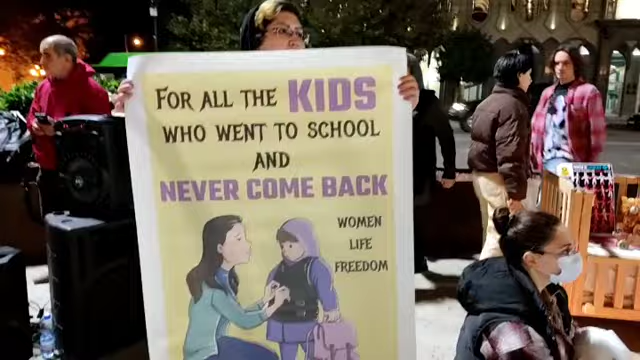 FOR ALL THE KIDS
WHO WENT TO SCHOOL
AND
NEVER COME BACK
WOMEN
LIFE
FREEDOM